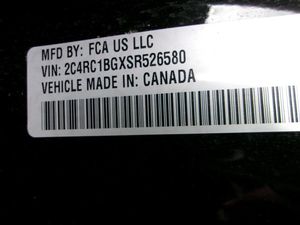 MFD BY: FCA US LLC
VIN: 2C4RC1BGXSR526580
VEHICLE MADE IN: CANADA